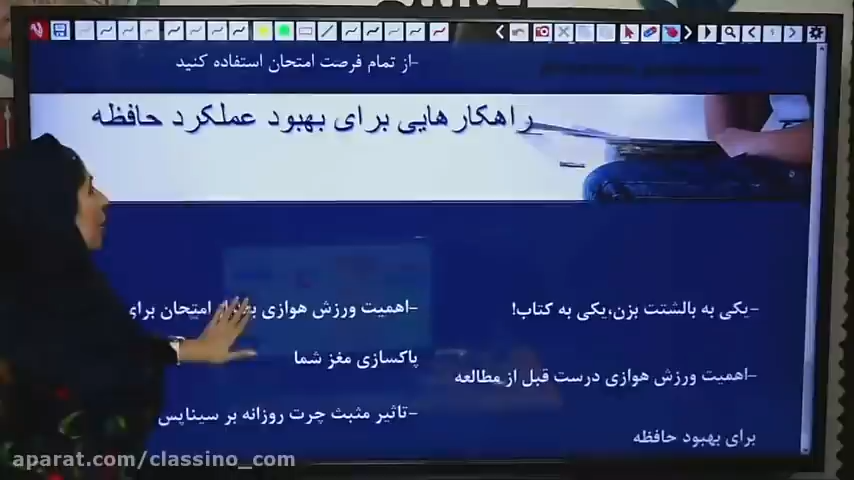 -از تمام فرصت امتحان استفاده کنید
راهکارهایی برای بهبود عملکرد حافظه
-یکی به بالشتت بزن،یکی به کتاب!
-اهمیت ورزش هوازی درست قبل از مطالعه
برای بهبود حافظه
-اهمیت ورزش هوازی امتحان برای
پاکسازی مغز شما
-تاثیر مثبت چرت روزانه بر سیناپس
aparat.com/classino_com